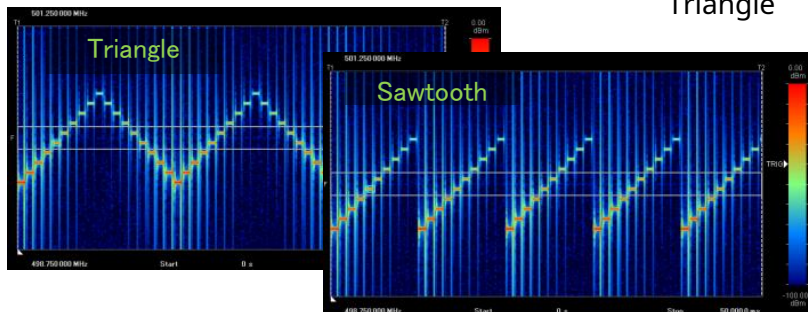 Triangle
501.250 000 MHz
T1
T2
0.00
dBm
Triangle
F
498.750 000 MHz
Start
0 s
501.250 000 MHz
T1
T2
0.00
dBm
Sawtooth
TRIG
-100.00
dBm
498.750 000 MHz
Start
0 s
Stop
50.000 0 ms